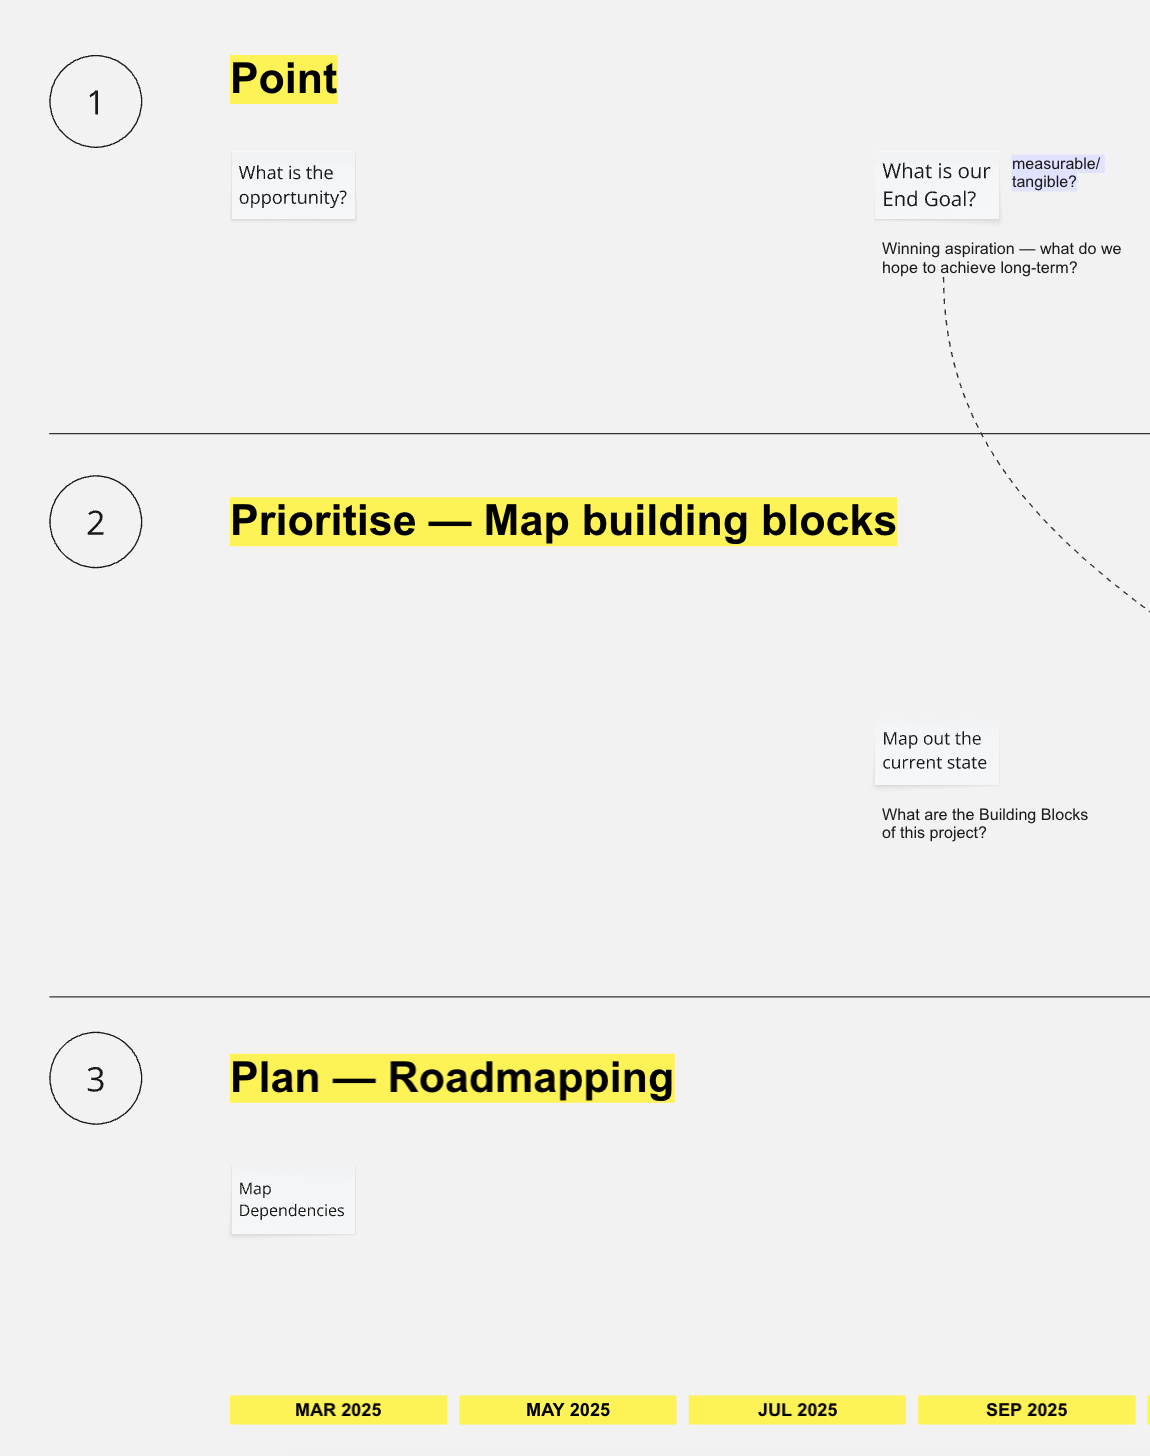 1
Point
What is the
opportunity?
What is our
End Goal?
measurable/
tangible?
Winning aspiration — what do we
hope to achieve long-term?
2
Prioritise — Map building blocks
Map out the
current state
What are the Building Blocks
of this project?
3
Plan — Roadmapping
Map
Dependencies
MAR 2025
MAY 2025
JUL 2025
SEP 2025